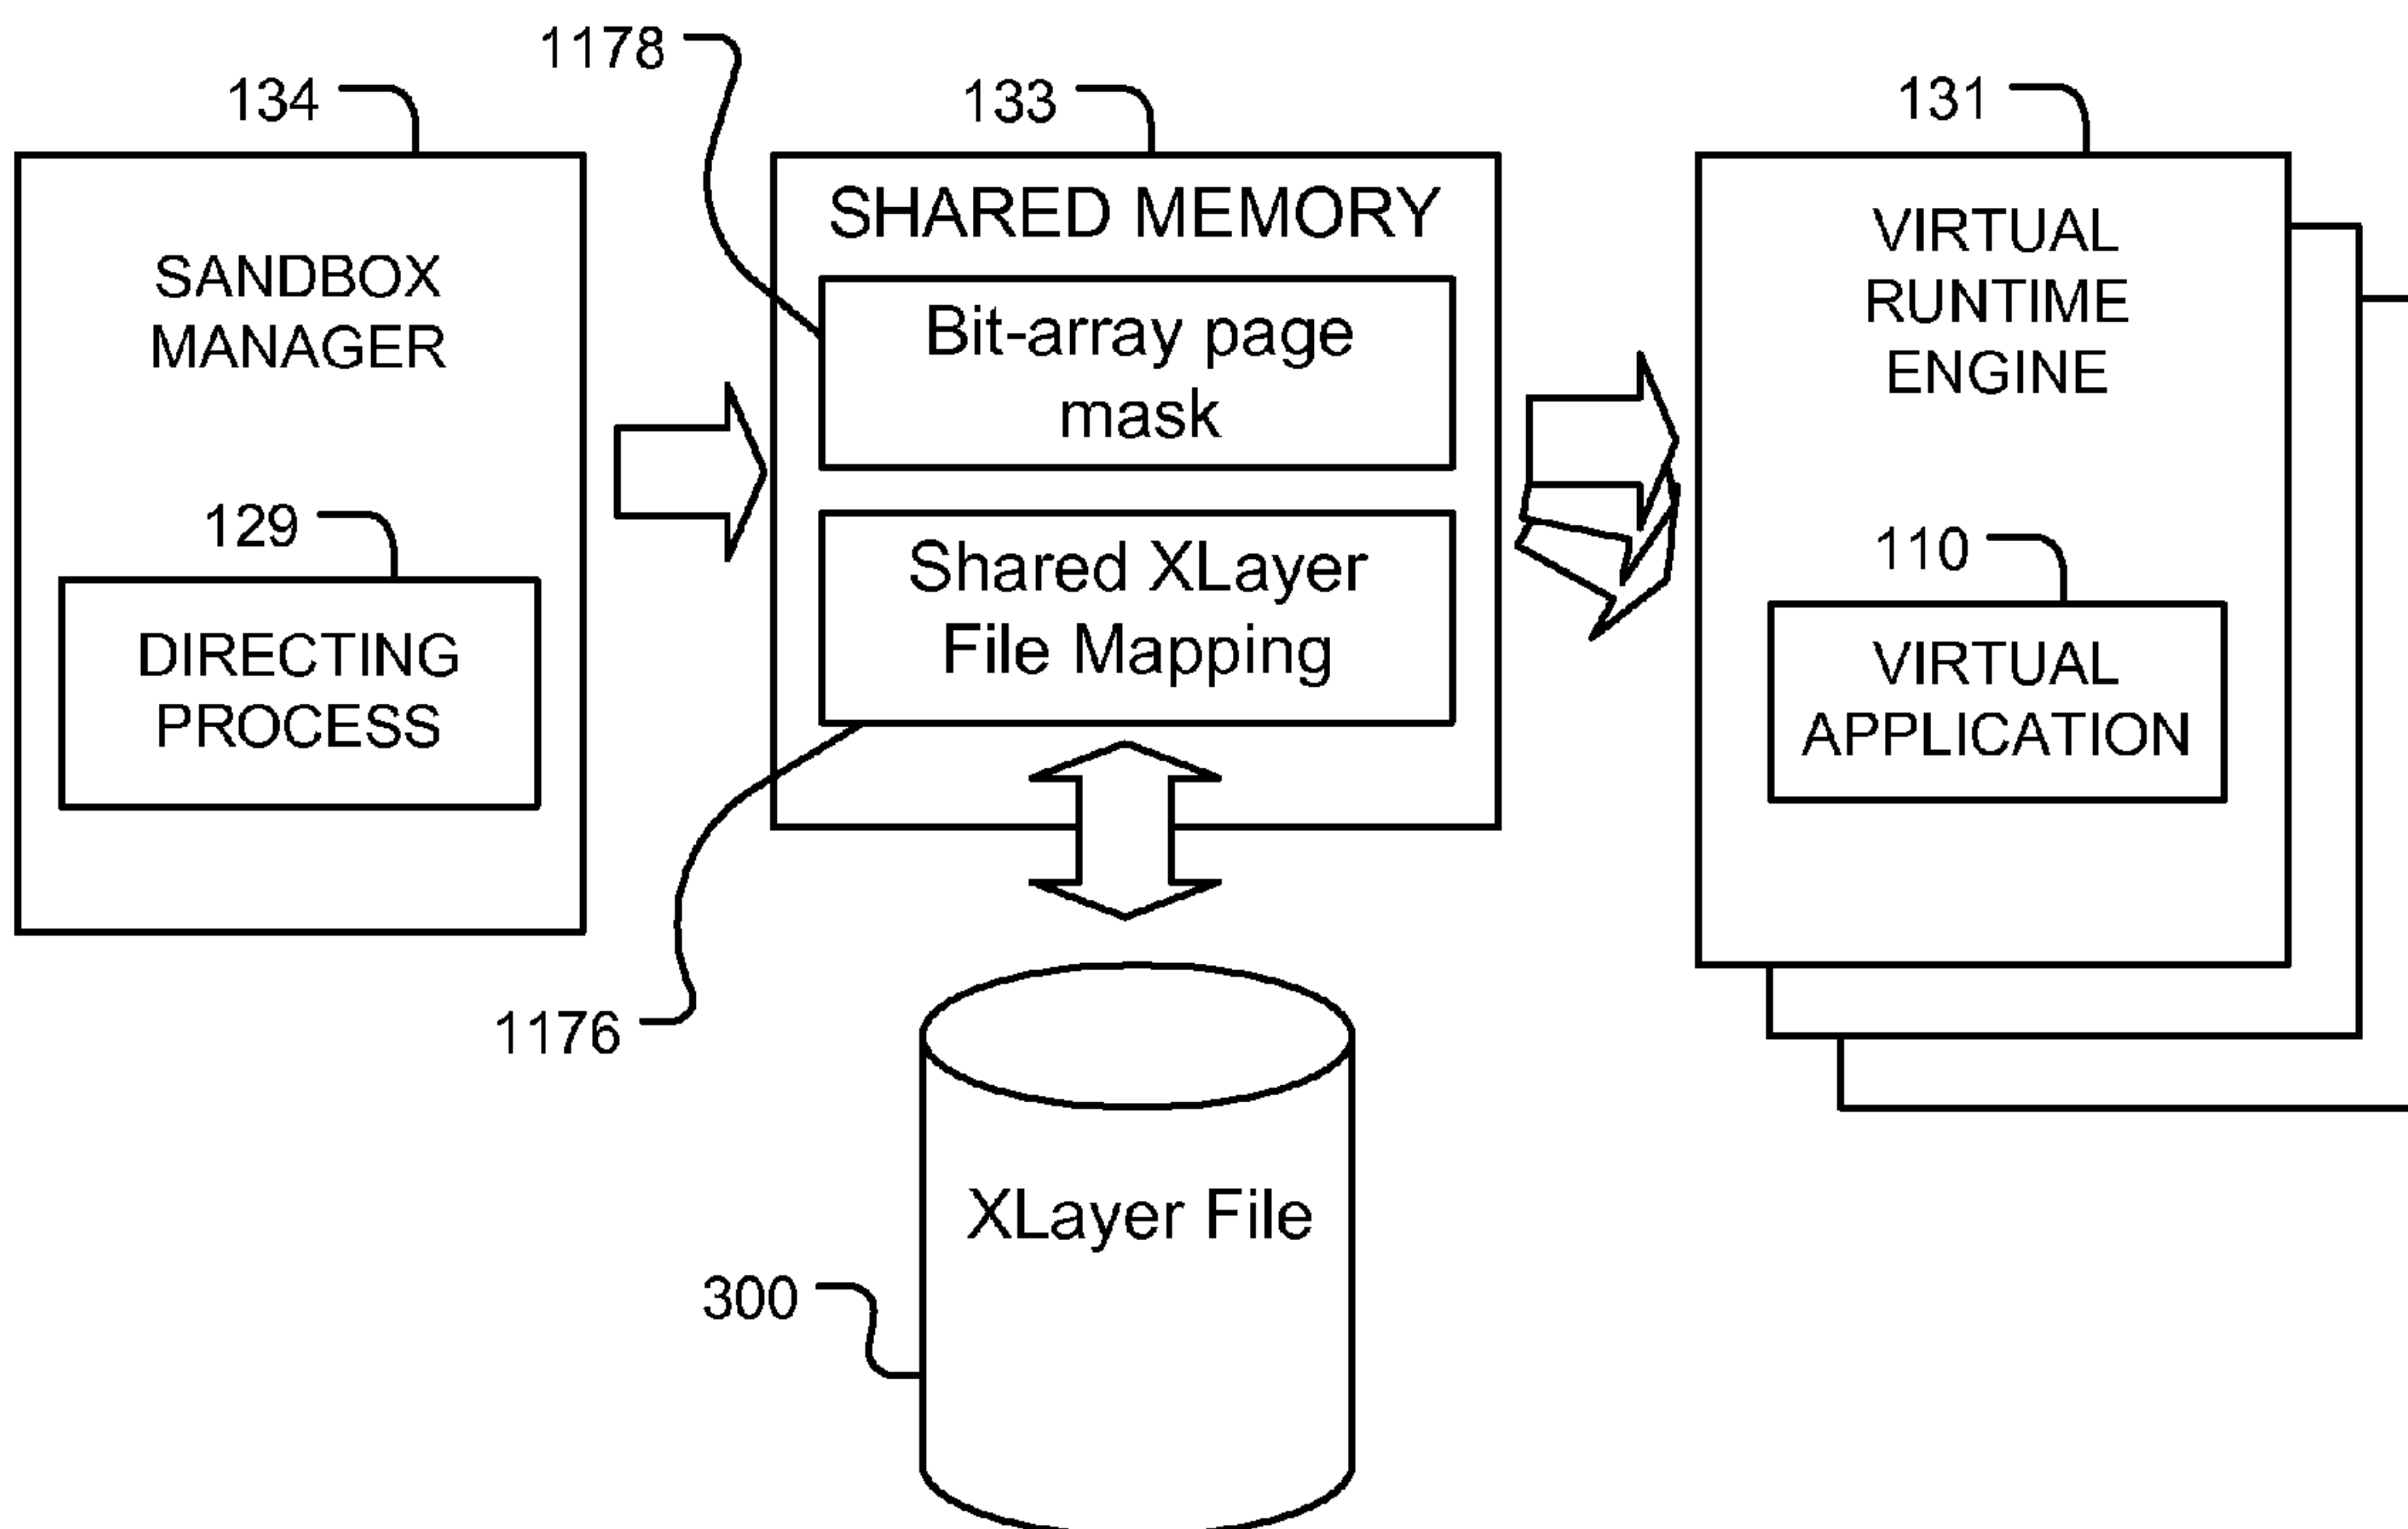 1178
134
133
131
SHARED MEMORY
SANDBOX
MANAGER
Bit-array page
mask
VIRTUAL
RUNTIME
ENGINE
129
DIRECTING
PROCESS
Shared XLayer
File Mapping
110
VIRTUAL
APPLICATION
1176
XLayer File
300